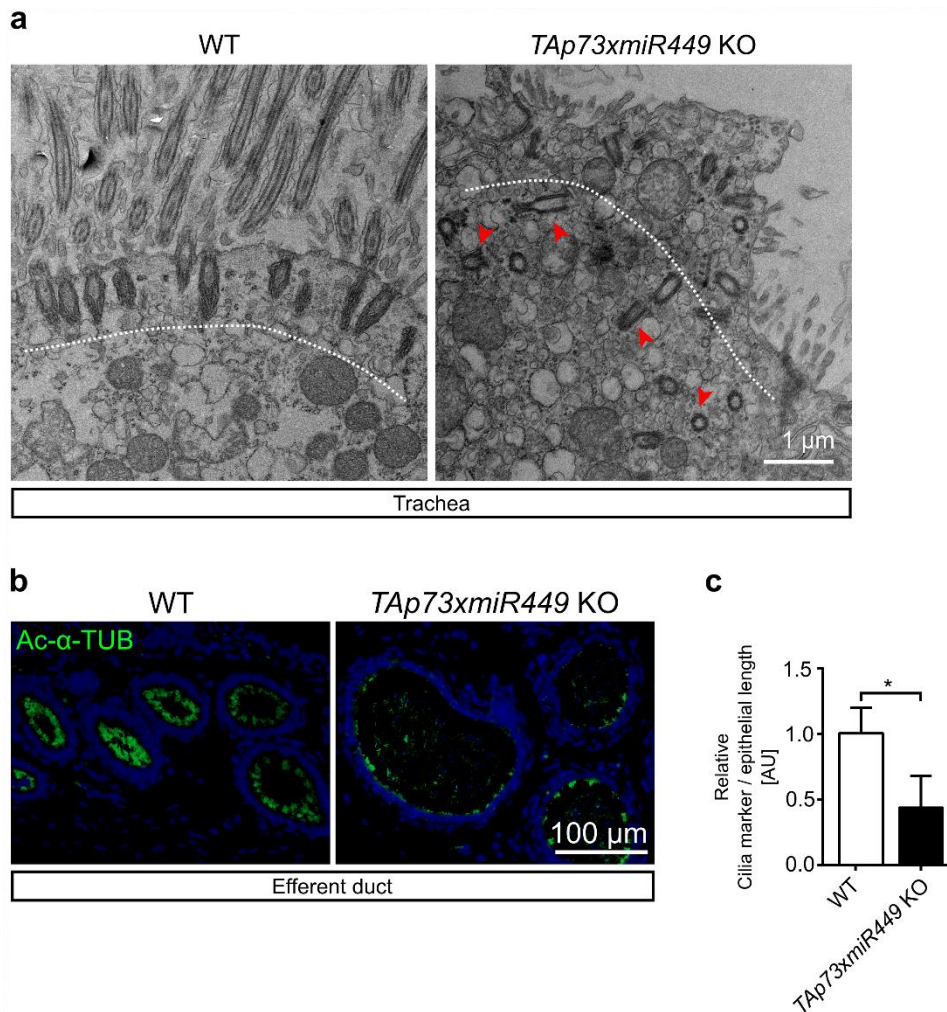 a
WT
TAp73xmiR449 KO
1 µm
Trachea
b
WT
TAp73xmiR449 KO
Ac-α-TUB
100 µm
Efferent duct
c
Relative
Cilia marker / epithelial length
[AU]
1.5
1.0
0.5
0.0
*
WT
TAp73xmiR449 KO